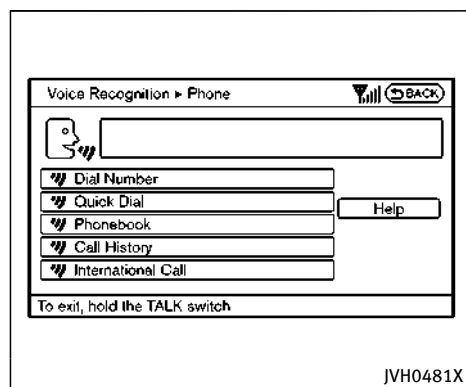 Voice Recognition ▸ Phone
BACK
Dial Number
Quick Dial
Phonebook
Call History
International Call
Help
To exit, hold the TALK switch
JVH0481X